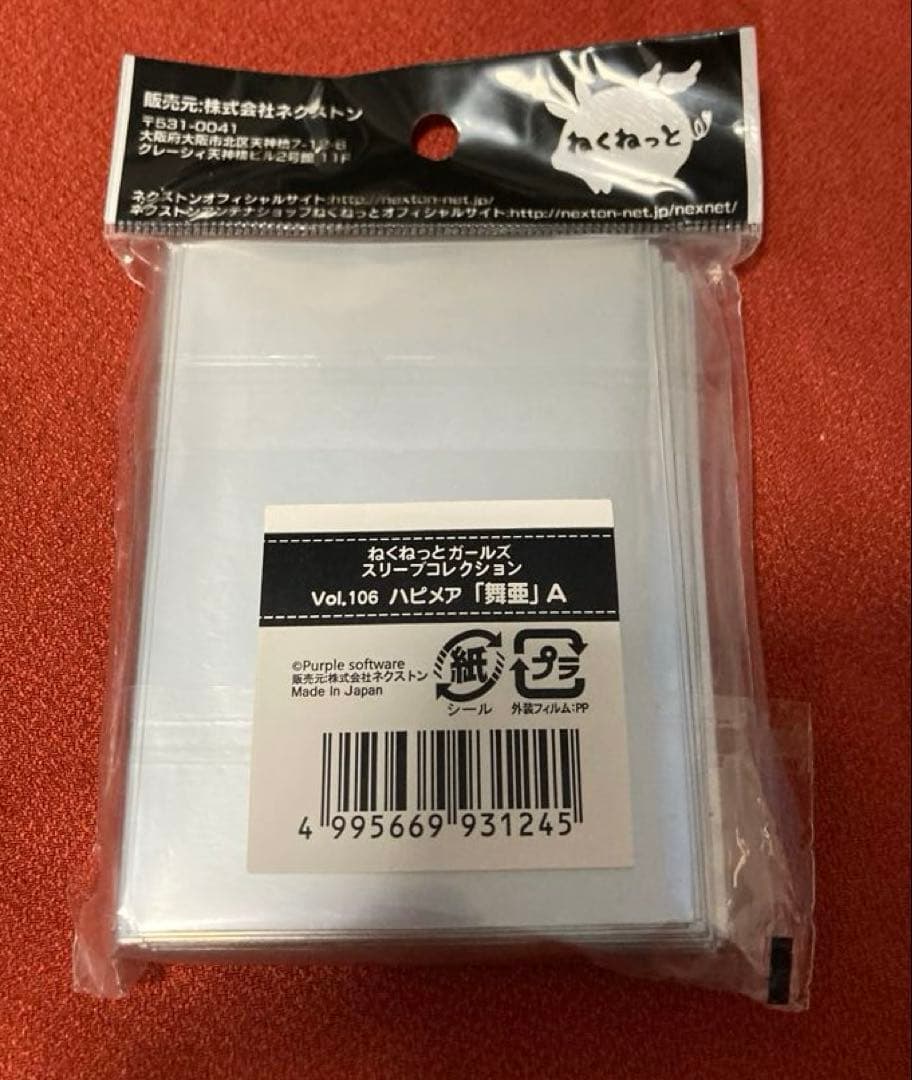 販売元:株式会社ネクストン
〒531-0041
大阪府大阪市北区天神橋7-12-6
グレーシィ天神橋ビル2号館 11F
ねくねっと
ネクストンオフィシャルサイト:http://nexton-net.jp/
ネクストンアンテナショップねくねっとオフィシャルサイト:http://nexton-net.jp/nexnet/
ねくねっとガールズ
スリーブコレクション
Vol.106 ハピメア「舞亜」A
©Purple software
販売元:株式会社ネクストン
Made In Japan
紙
シール
プラ
外装フィルム:PP
4 995669 931245